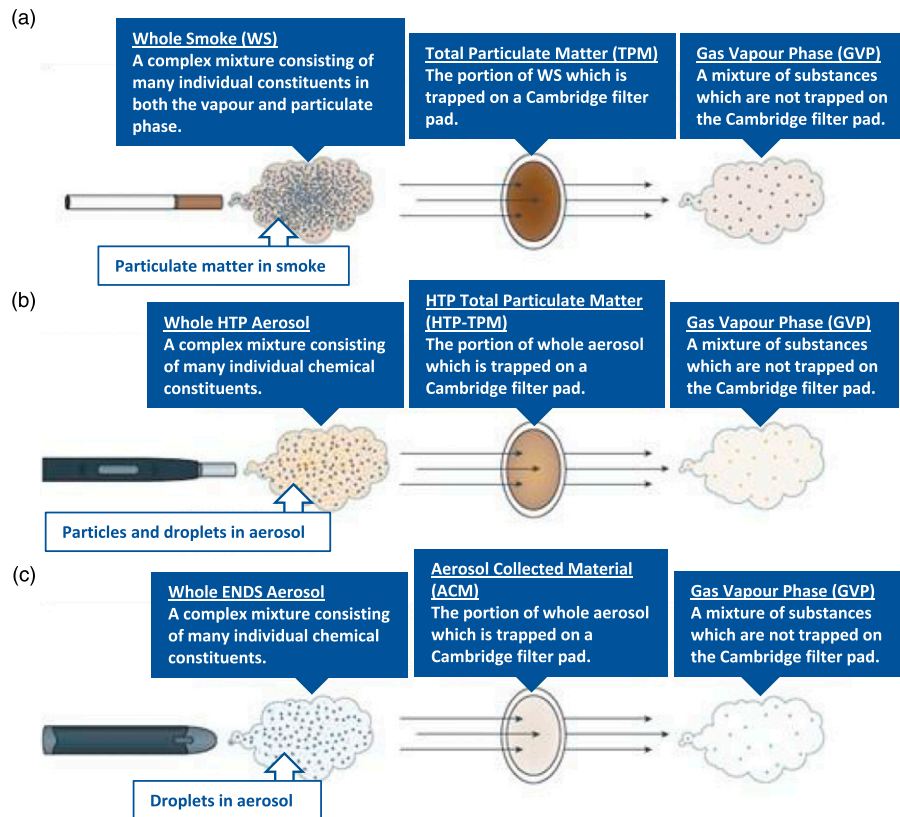 (a)
Whole Smoke (WS)
A complex mixture consisting of
many individual constituents in
both the vapour and particulate
phase.
Total Particulate Matter (TPM)
The portion of WS which is
trapped on a Cambridge filter
pad.
Gas Vapour Phase (GVP)
A mixture of substances
which are not trapped on
the Cambridge filter pad.
Particulate matter in smoke
(b)
Whole HTP Aerosol
A complex mixture consisting
of many individual chemical
constituents.
HTP Total Particulate Matter
(HTP-TPM)
The portion of whole aerosol
which is trapped on a
Cambridge filter pad.
Gas Vapour Phase (GVP)
A mixture of substances
which are not trapped on
the Cambridge filter pad.
Particles and droplets in aerosol
(c)
Whole ENDS Aerosol
A complex mixture consisting
of many individual chemical
constituents.
Aerosol Collected Material
(ACM)
The portion of whole aerosol
which is trapped on a
Cambridge filter pad.
Gas Vapour Phase (GVP)
A mixture of substances
which are not trapped on
the Cambridge filter pad.
Droplets in aerosol